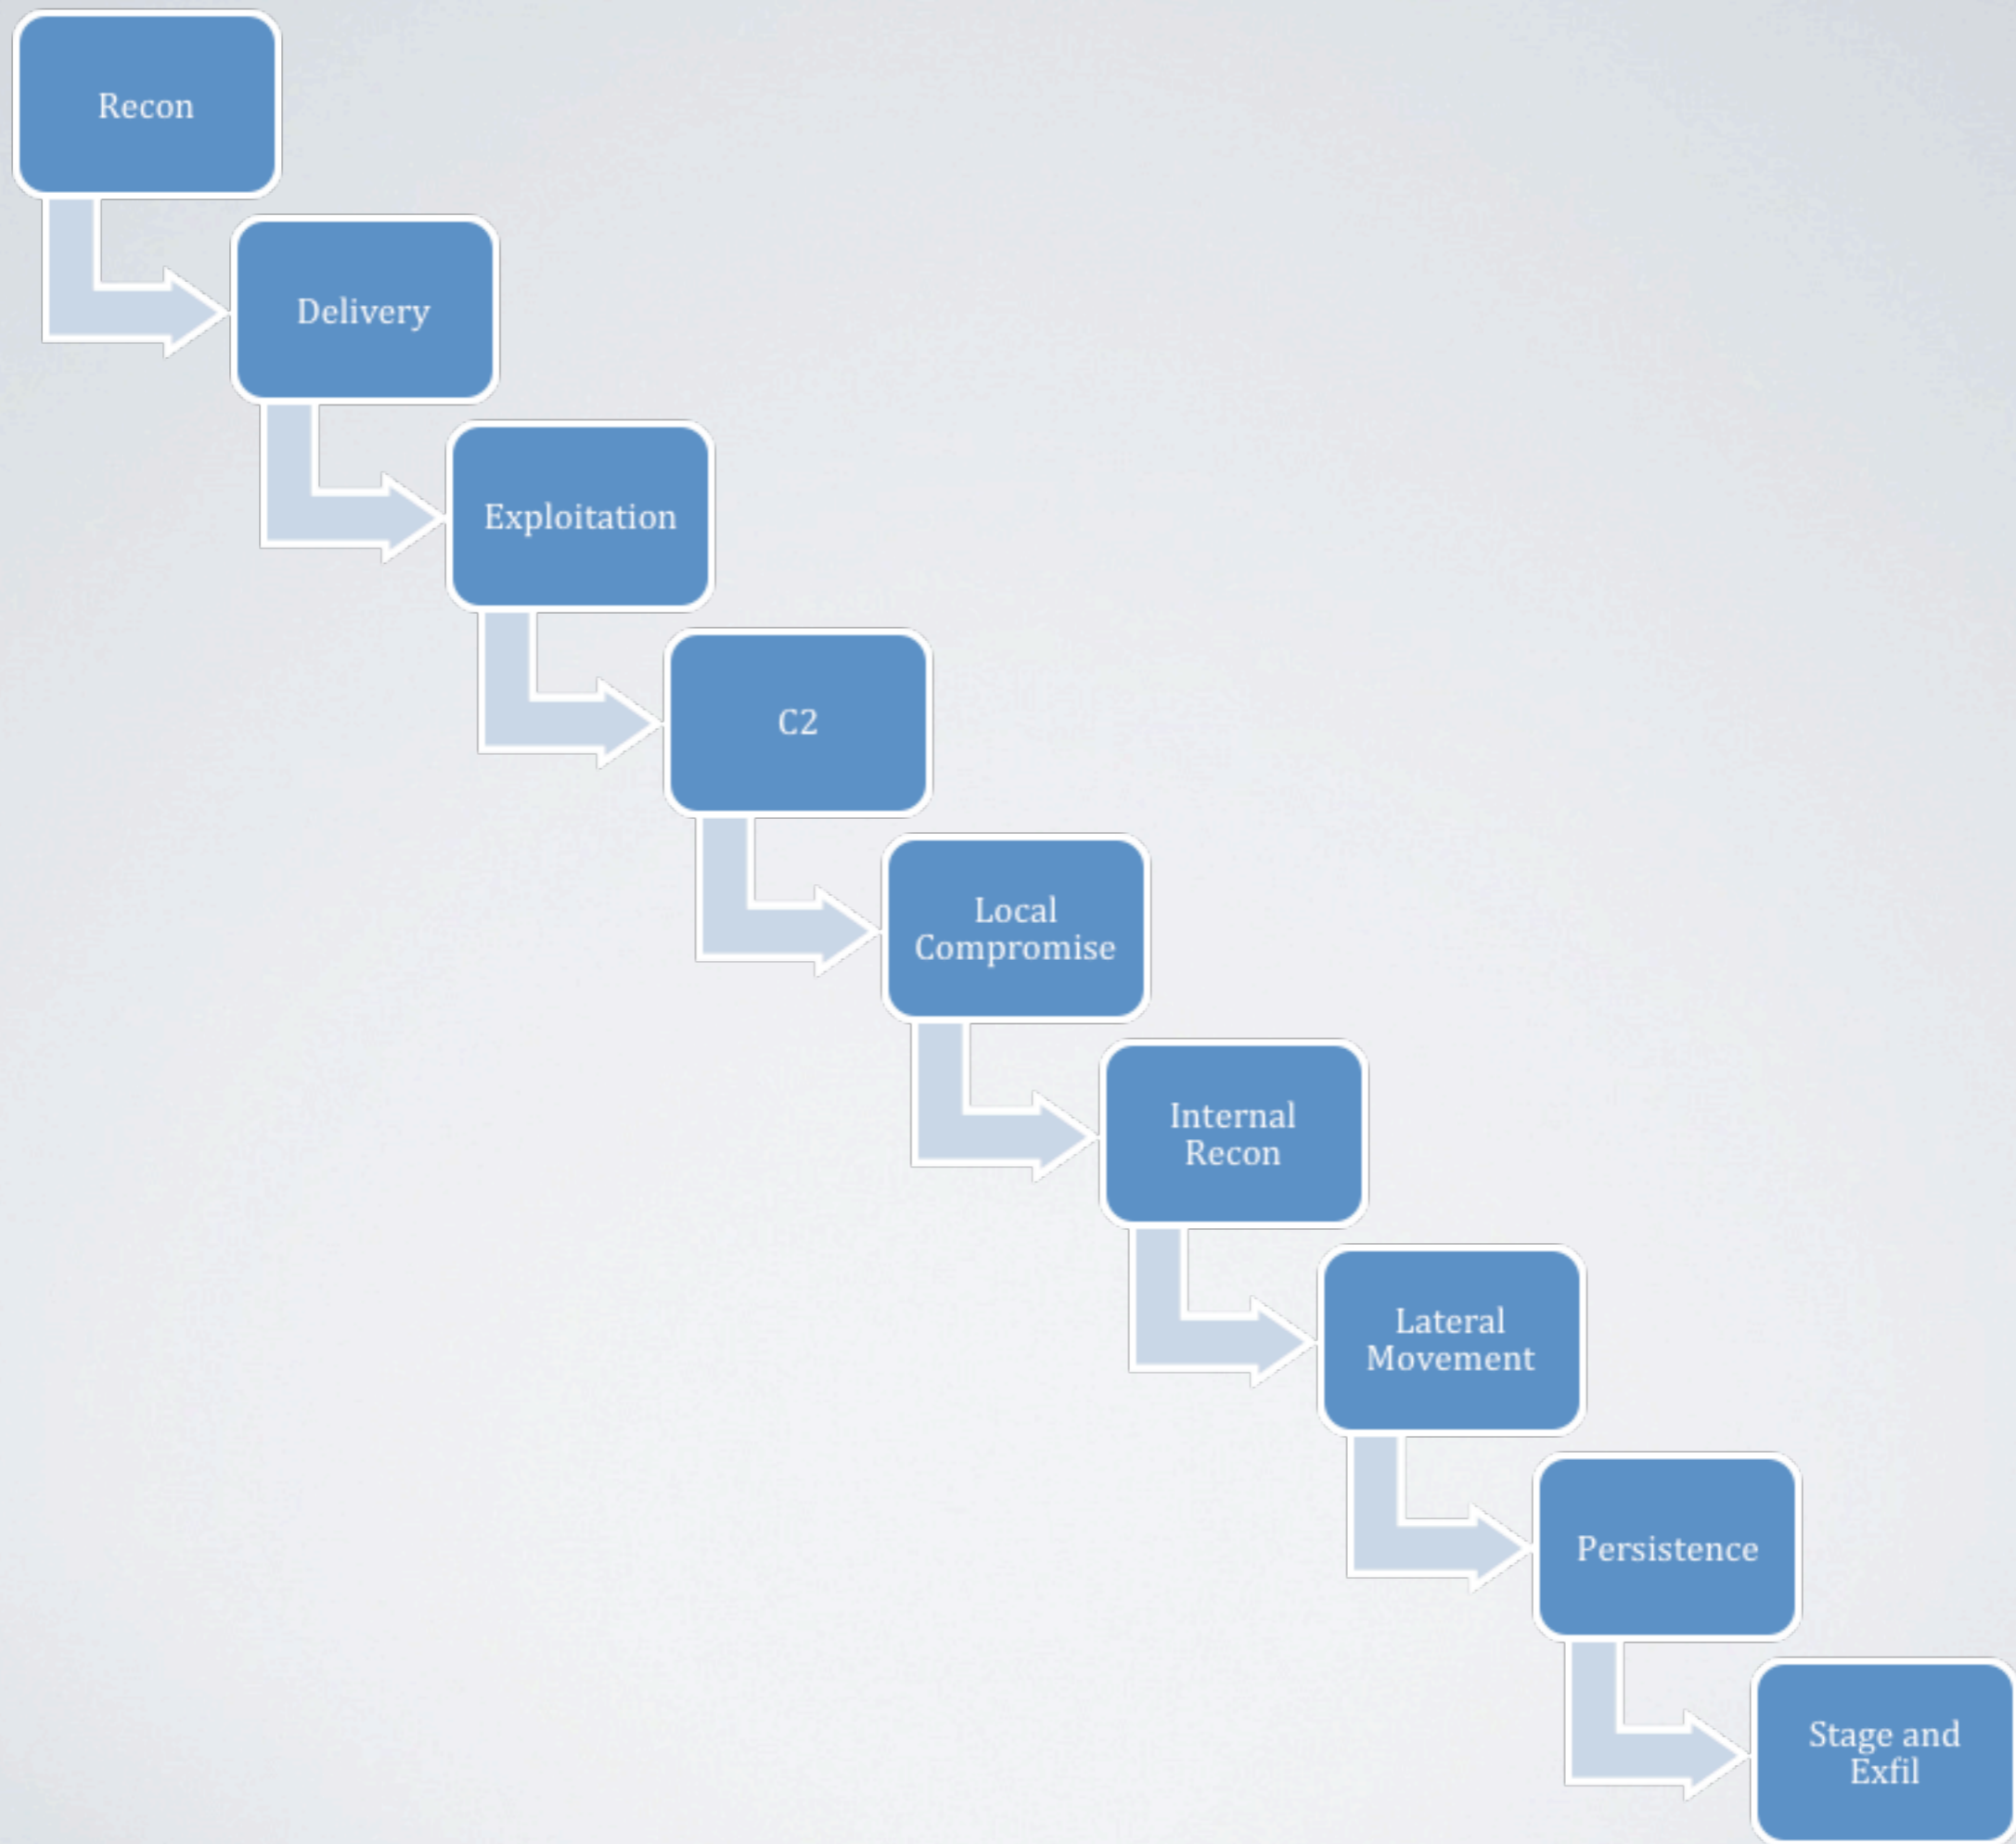 Recon
Delivery
Exploitation
C2
Local
Compromise
Internal
Recon
Lateral
Movement
Persistence
Stage and
Exfil